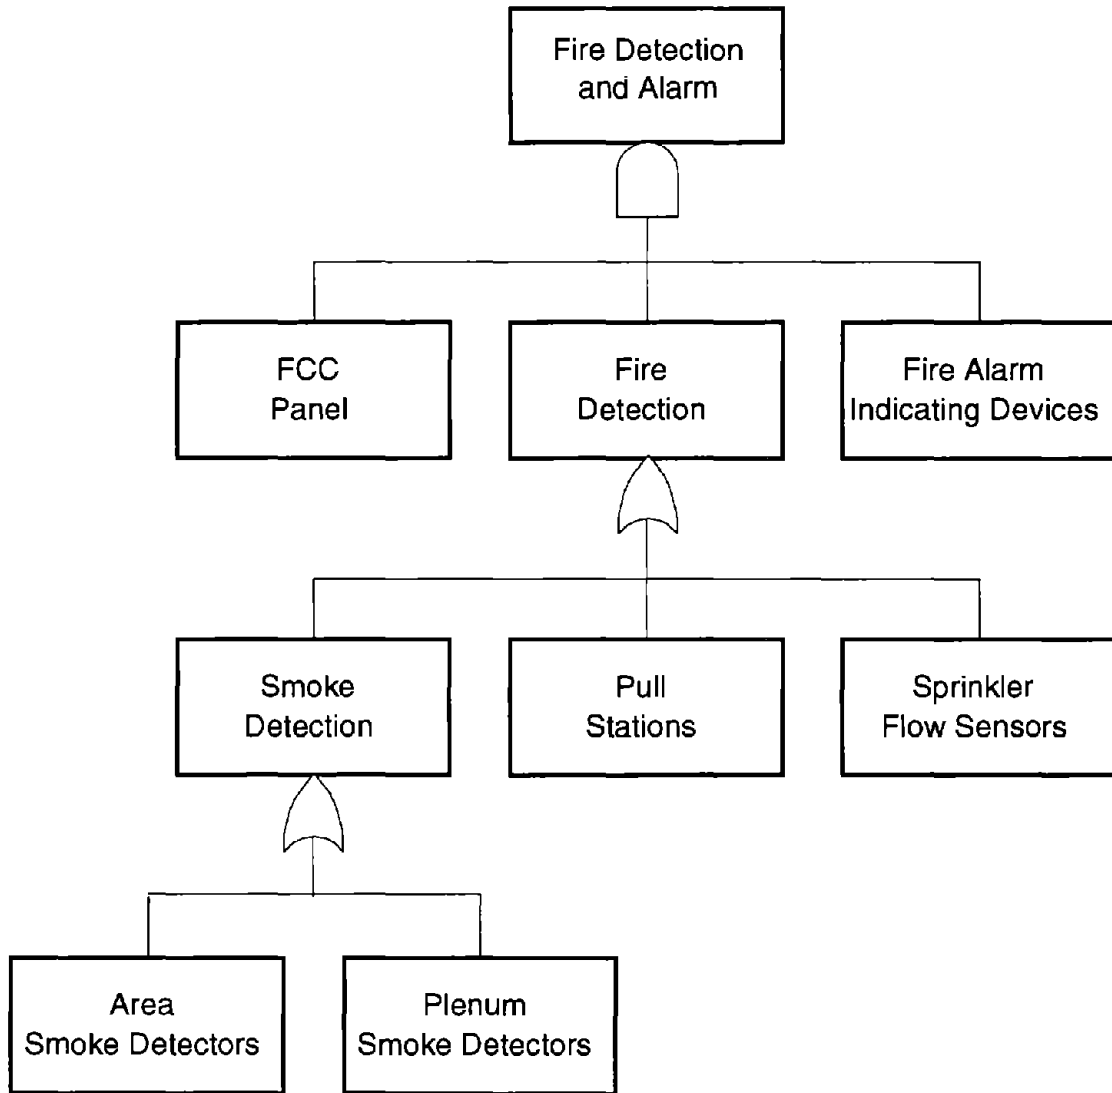 Fire Detection
and Alarm
FCC
Panel
Fire
Detection
Fire Alarm
Indicating Devices
Smoke
Detection
Pull
Stations
Sprinkler
Flow Sensors
Area
Smoke Detectors
Plenum
Smoke Detectors